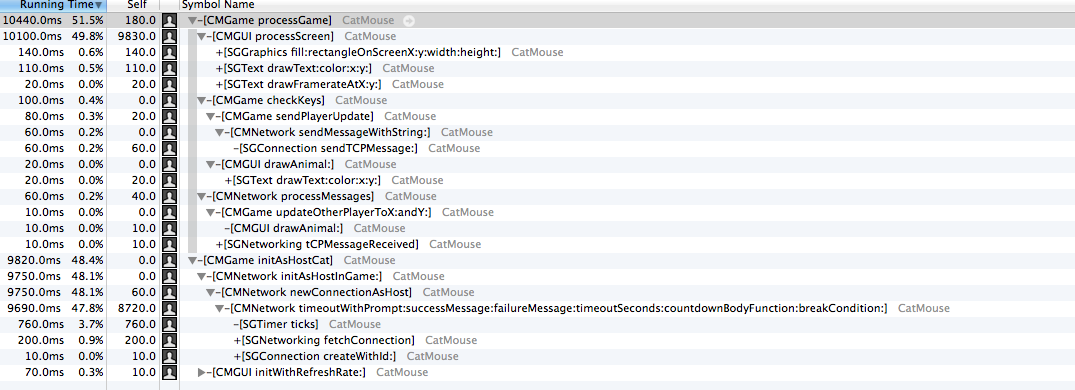 Running Time▼ Self Symbol Name
10440.0ms 51.5% 180.0 ▼-[CMGame processGame] CatMouse
10100.0ms 49.8% 9830.0 ▼-[CMGUI processScreen] CatMouse
140.0ms 0.6% 140.0 +[SGGraphics fill:rectangleOnScreenX:y:width:height:] CatMouse
110.0ms 0.5% 110.0 +[SGText drawText:color:x:y:] CatMouse
20.0ms 0.0% 20.0 +[SGText drawFramerateAtX:y:] CatMouse
100.0ms 0.4% 0.0 ▼-[CMGame checkKeys] CatMouse
80.0ms 0.3% 20.0 ▼-[CMGame sendPlayerUpdate] CatMouse
60.0ms 0.2% 0.0 ▼-[CMNetwork sendMessageWithString:] CatMouse
60.0ms 0.2% 60.0 -[SGConnection sendTCPMessage:] CatMouse
20.0ms 0.0% 0.0 ▼-[CMGUI drawAnimal:] CatMouse
20.0ms 0.0% 20.0 +[SGText drawText:color:x:y:] CatMouse
60.0ms 0.2% 40.0 ▼-[CMNetwork processMessages] CatMouse
10.0ms 0.0% 0.0 ▼-[CMGame updateOtherPlayerToX:andY:] CatMouse
10.0ms 0.0% 10.0 -[CMGUI drawAnimal:] CatMouse
10.0ms 0.0% 10.0 +[SGNetworking tCPMessageReceived] CatMouse
9820.0ms 48.4% 0.0 ▼-[CMGame initAsHostCat] CatMouse
9750.0ms 48.1% 0.0 ▼-[CMNetwork initAsHostInGame:] CatMouse
9750.0ms 48.1% 60.0 ▼-[CMNetwork newConnectionAsHost] CatMouse
9690.0ms 47.8% 8720.0 ▼-[CMNetwork timeoutWithPrompt:successMessage:failureMessage:timeoutSeconds:countdownBodyFunction:breakCondition:] CatMouse
760.0ms 3.7% 760.0 -[SGTimer ticks] CatMouse
200.0ms 0.9% 200.0 +[SGNetworking fetchConnection] CatMouse
10.0ms 0.0% 0.0 +[SGConnection createWithId:] CatMouse
70.0ms 0.3% 10.0 ▶-[CMGUI initWithRefreshRate:] CatMouse